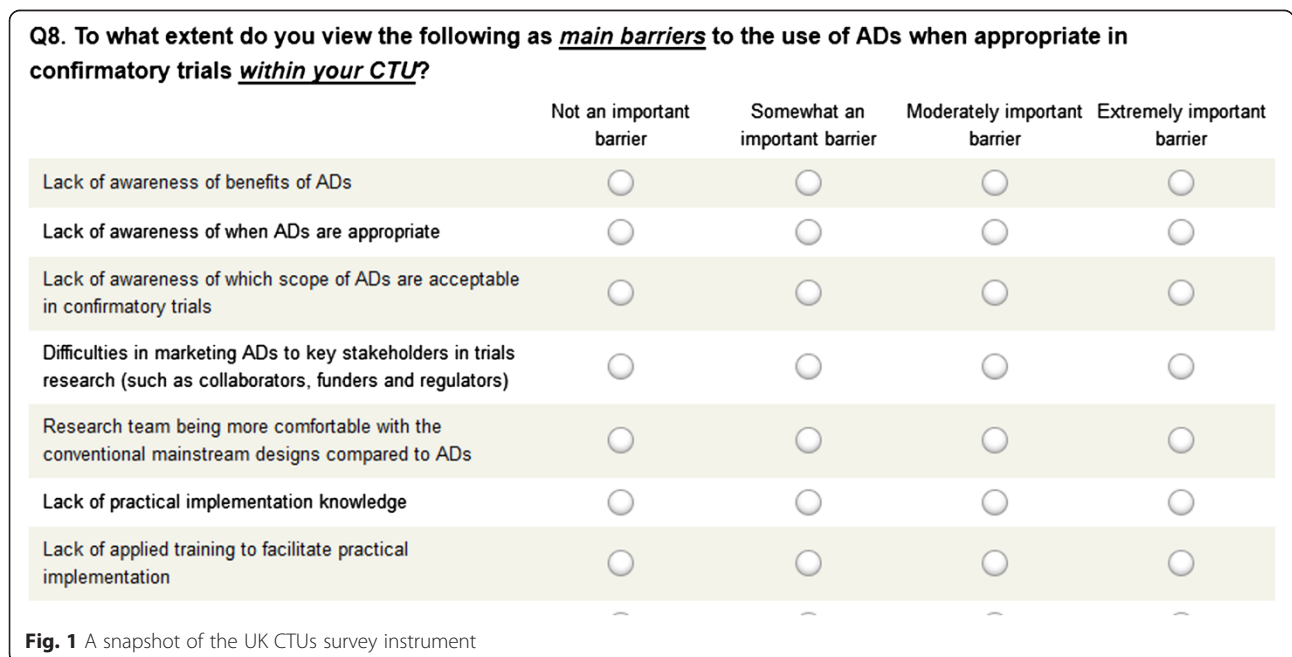 Q8. To what extent do you view the following as main barriers to the use of ADs when appropriate in
confirmatory trials within your CTU?
Not an important
barrier
Somewhat an
important barrier
Moderately important
barrier
Extremely important
barrier
Lack of awareness of benefits of ADs
Lack of awareness of when ADs are appropriate
Lack of awareness of which scope of ADs are acceptable
in confirmatory trials
Difficulties in marketing ADs to key stakeholders in trials
research (such as collaborators, funders and regulators)
Research team being more comfortable with the
conventional mainstream designs compared to ADs
Lack of practical implementation knowledge
Lack of applied training to facilitate practical
implementation
Fig. 1 A snapshot of the UK CTUs survey instrument